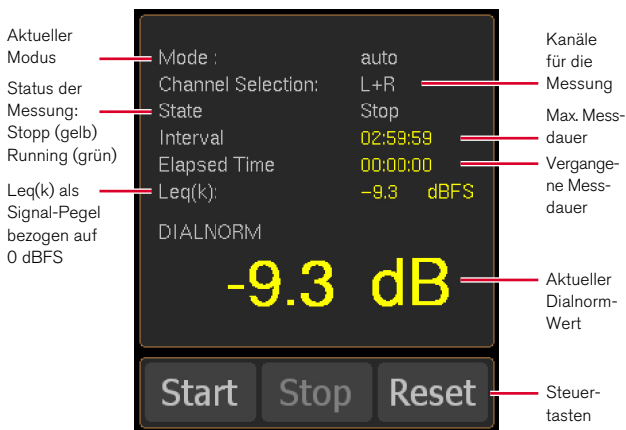 Aktueller
Modus
Status der
Messung:
Stopp (gelb)
Running (grün)
Leq(k) als
Signal-Pegel
bezogen auf
0 dBFS
Mode : auto
Channel Selection: L+R
State Stop
Interval 02:59:59
Elapsed Time 00:00:00
Leq(k): -9.3 dBFS
DIALNORM
-9.3 dB
Start Stop Reset
Kanäle
für die
Messung
Max. Mess-
dauer
Vergange-
ne Mess-
dauer
Aktueller
Dialnorm-
Wert
Steuer-
tasten